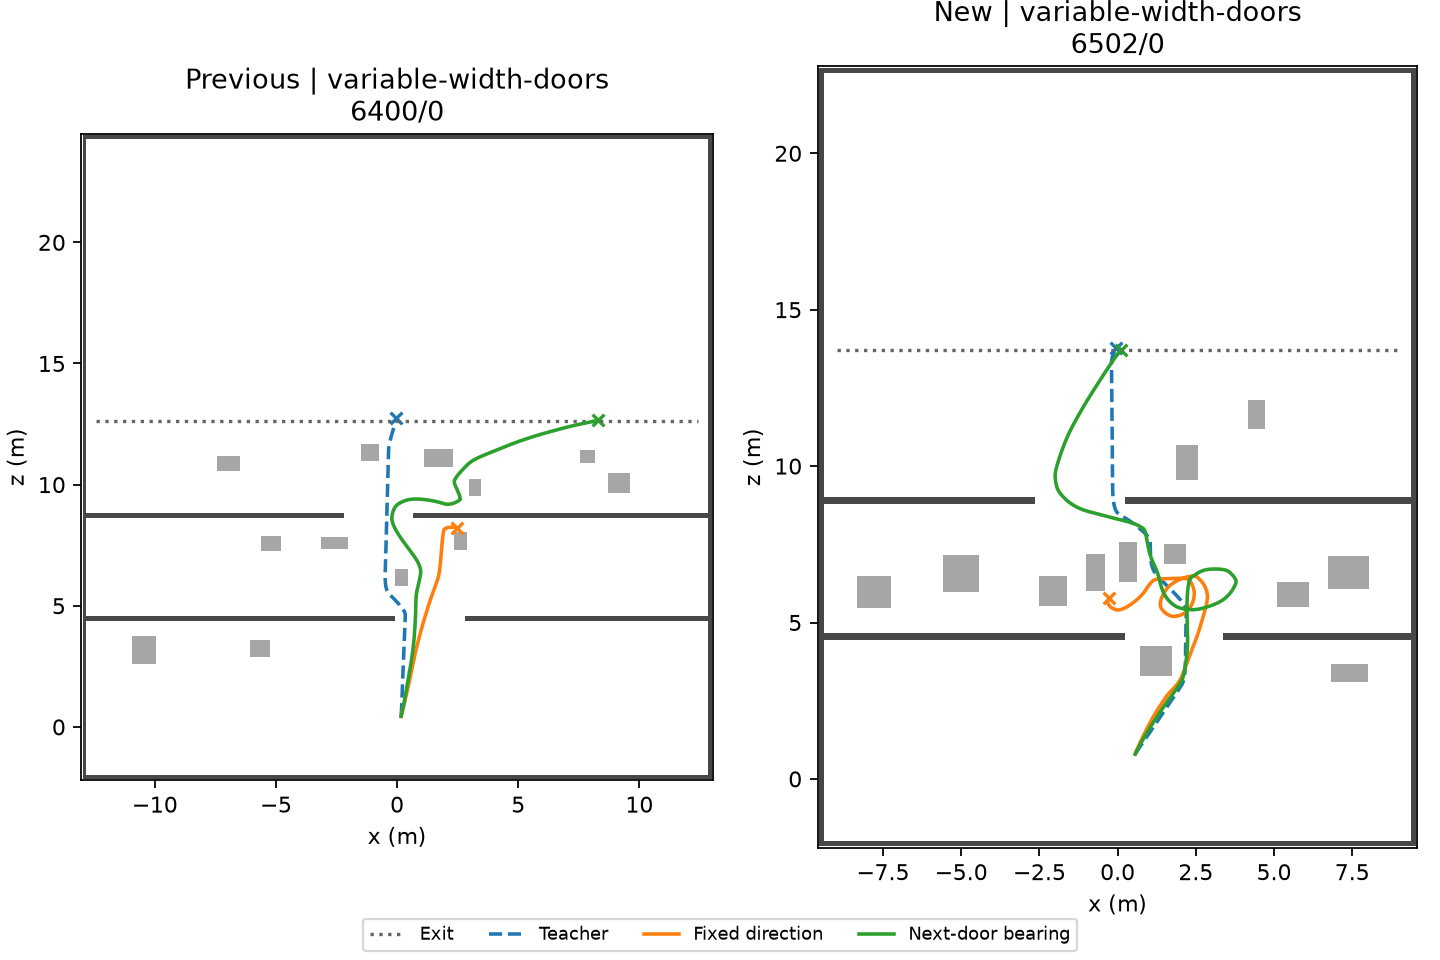 Previous | variable-width-doors
6400/0
20
15
10
5
0
z (m)
−10
−5
0
5
10
x (m)
New | variable-width-doors
6502/0
20
15
10
5
0
z (m)
−7.5
−5.0
−2.5
0.0
2.5
5.0
7.5
x (m)
Exit
Teacher
Fixed direction
Next-door bearing